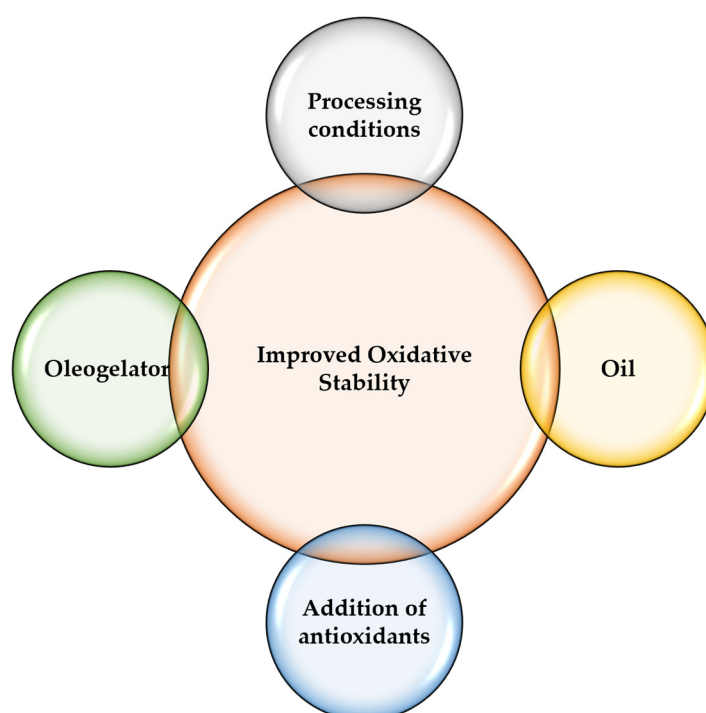 Processing
conditions
Oleogelator
Improved Oxidative
Stability
Oil
Addition of
antioxidants